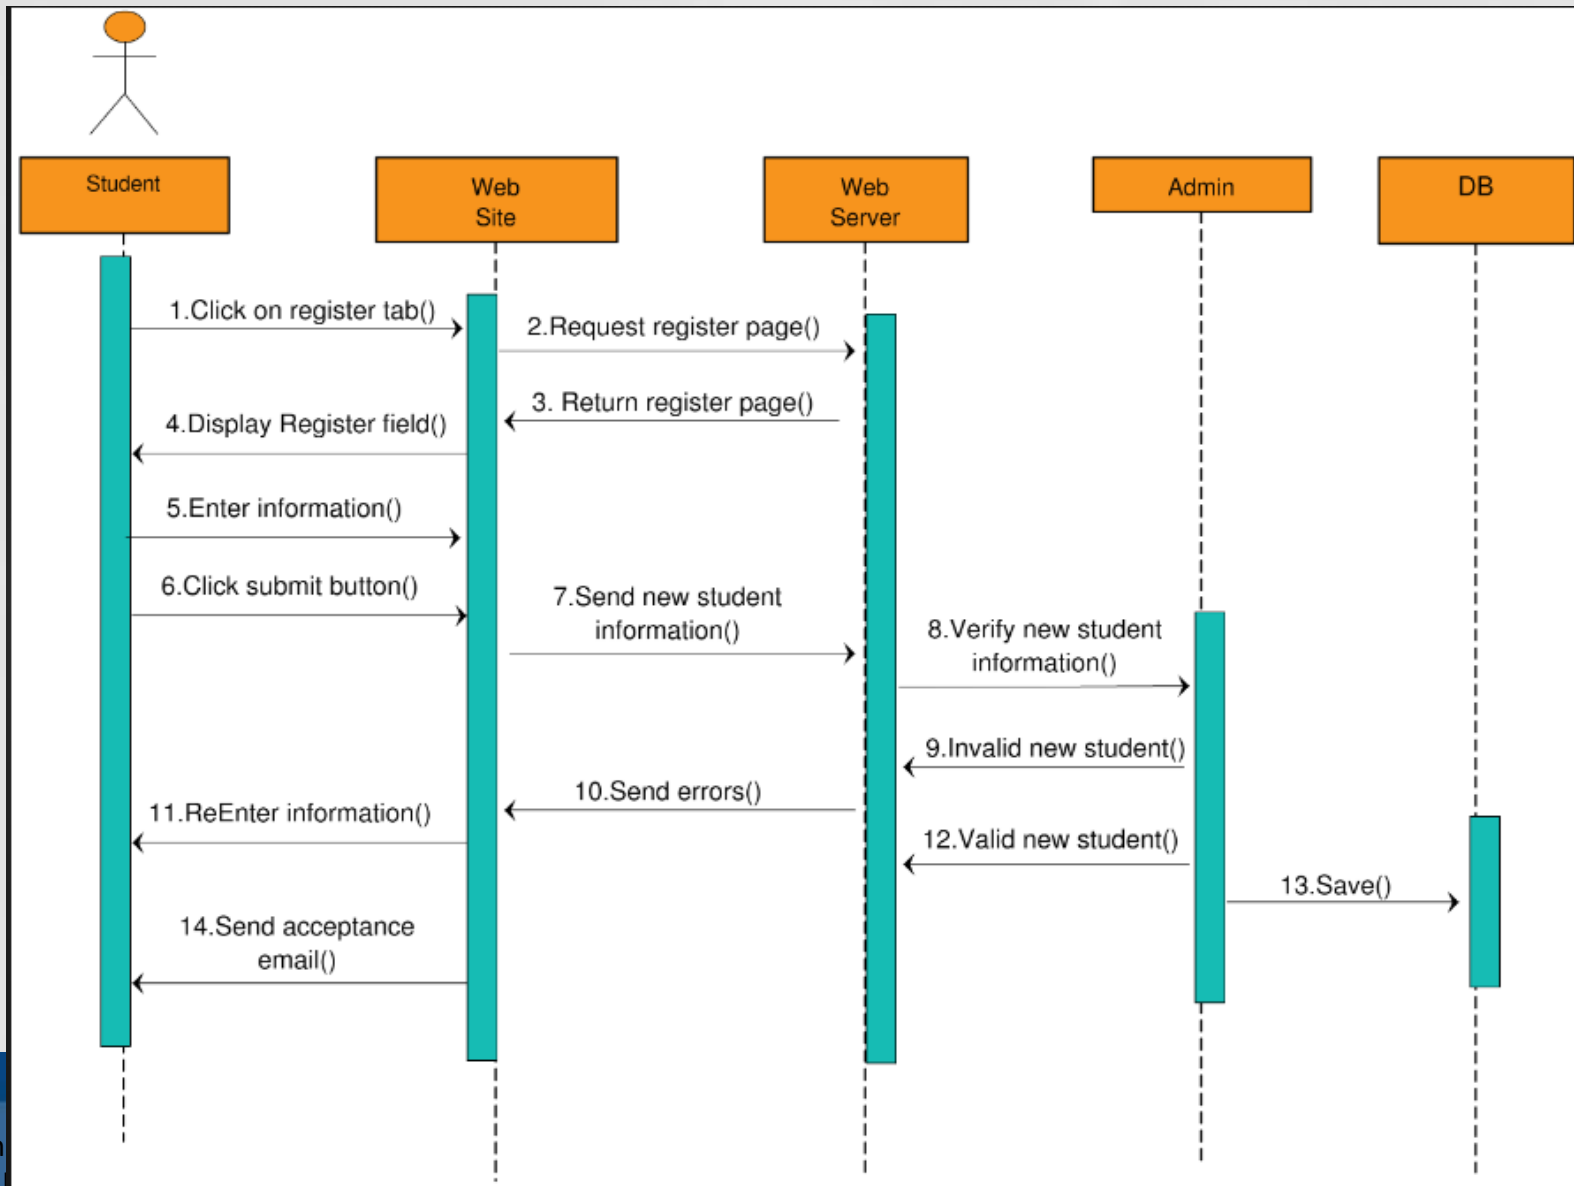 Student
Web
Site
Web
Server
Admin
DB
1.Click on register tab()
2.Request register page()
3. Return register page()
4.Display Register field()
5.Enter information()
6.Click submit button()
7.Send new student
information()
8.Verify new student
information()
9.Invalid new student()
10.Send errors()
11.ReEnter information()
12.Valid new student()
13.Save()
14.Send acceptance
email()